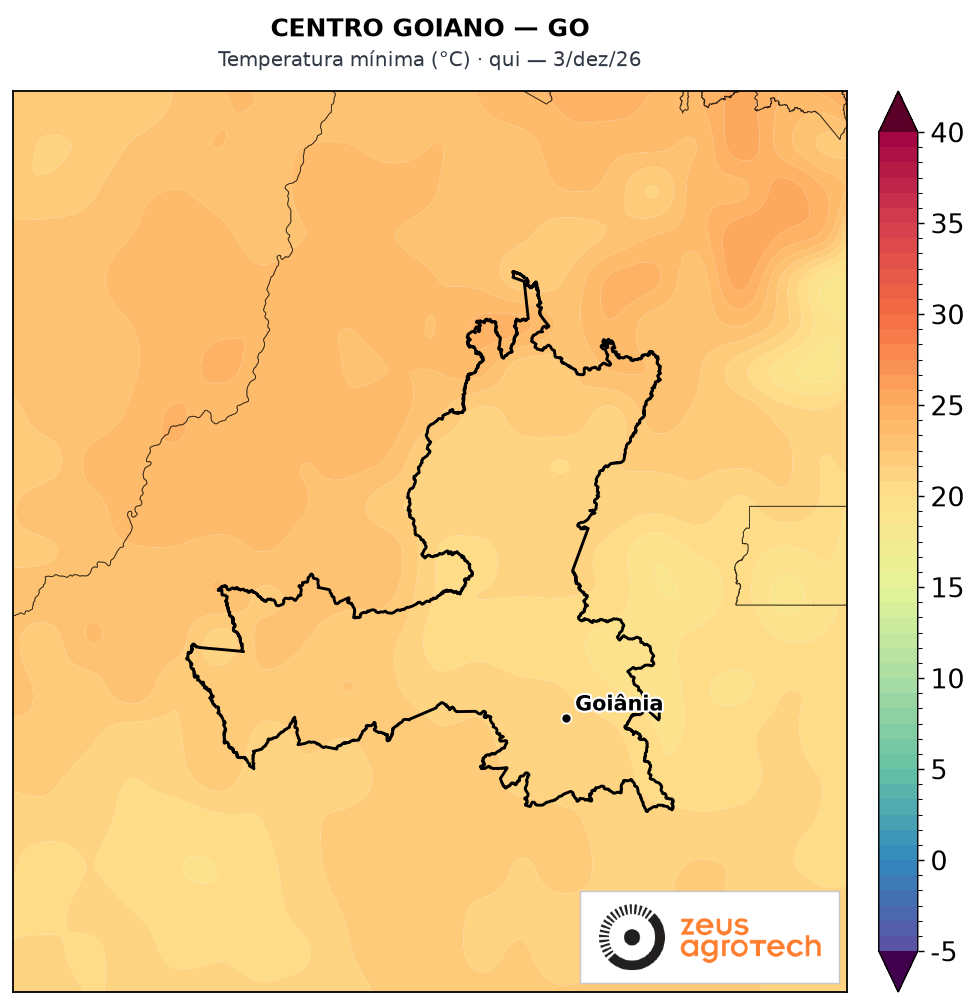 CENTRO GOIANO — GO
Temperatura mínima (°C) · qui — 3/dez/26
40
35
30
25
20
15
10
5
0
-5
Goiânia
zeus
agrotech